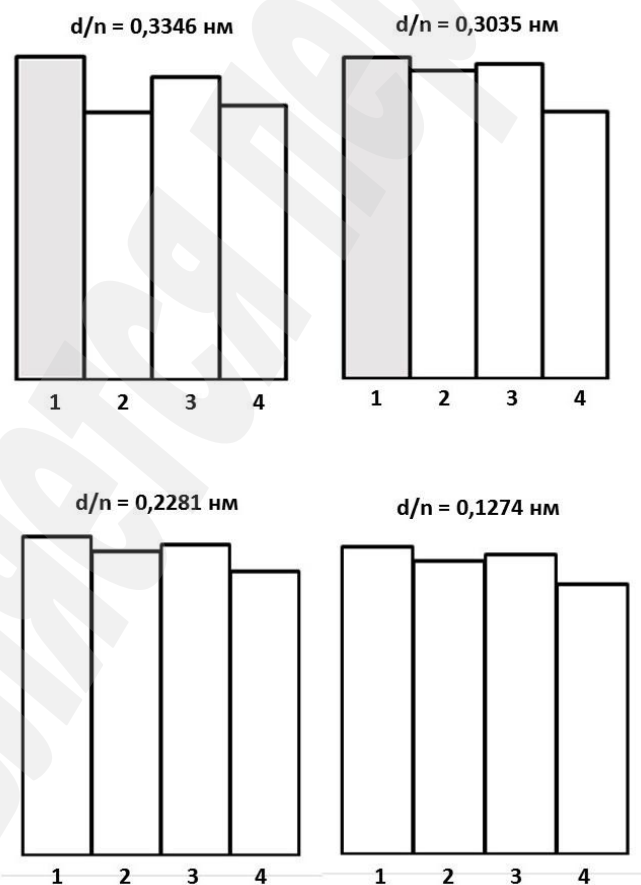 d/n = 0,3346 нм
d/n = 0,3035 нм
1 2 3 4
1 2 3 4
d/n = 0,2281 нм
d/n = 0,1274 нм
1 2 3 4
1 2 3 4